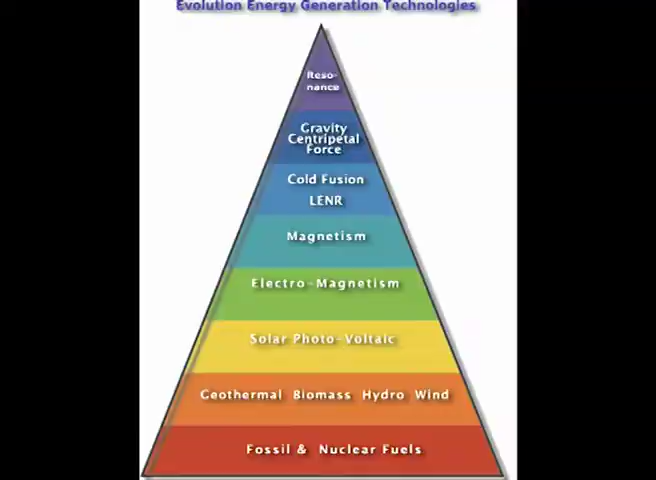 Evolution Energy Generation Technologies
Reso-
nance
Gravity
Centripetal
Force
Cold Fusion
LENR
Magnetism
Electro-Magnetism
Solar Photo-Voltaic
Geothermal Biomass Hydro Wind
Fossil & Nuclear Fuels